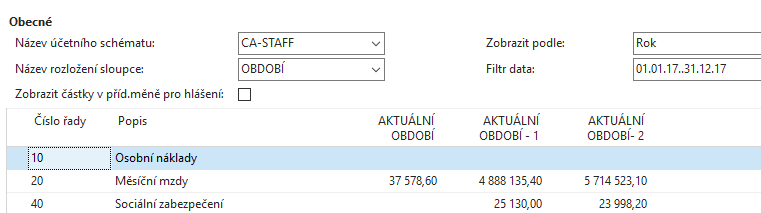 Obecné
Název účetního schématu: CA-STAFF Zobrazit podle: Rok
Název rozložení sloupce: OBDOBÍ Filtr data: 01.01.17..31.12.17
Zobrazit částky v příd.měně pro hlášení:
Číslo řady Popis AKTUÁLNÍ OBDOBÍ AKTUÁLNÍ OBDOBÍ - 1 AKTUÁLNÍ OBDOBÍ- 2
10 Osobní náklady
20 Měsíční mzdy 37 578,60 4 888 135,40 5 714 523,10
40 Sociální zabezpečení 25 130,00 23 998,20